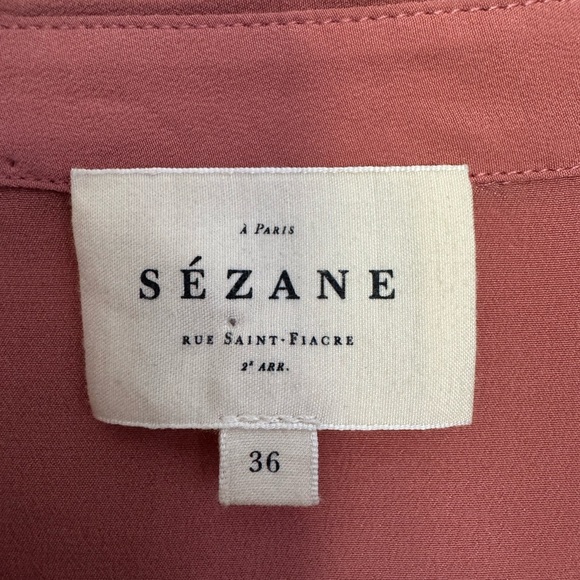 À PARIS
SÉZANE
RUE SAINT-FIACRE
2ᵉ ARR.
36